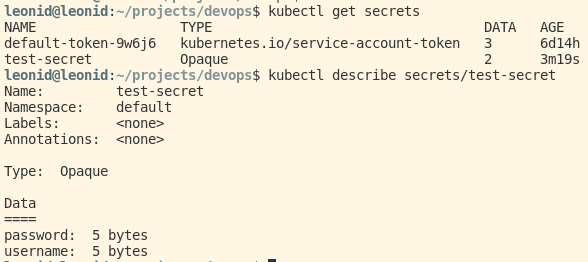 leonid@leonid:~/projects/devops$ kubectl get secrets
NAME                  TYPE                                  DATA   AGE
default-token-9w6j6   kubernetes.io/service-account-token   3      6d14h
test-secret           Opaque                                2      3m19s
leonid@leonid:~/projects/devops$ kubectl describe secrets/test-secret
Name:         test-secret
Namespace:    default
Labels:       <none>
Annotations:  <none>

Type:  Opaque

Data
====
password:  5 bytes
username:  5 bytes